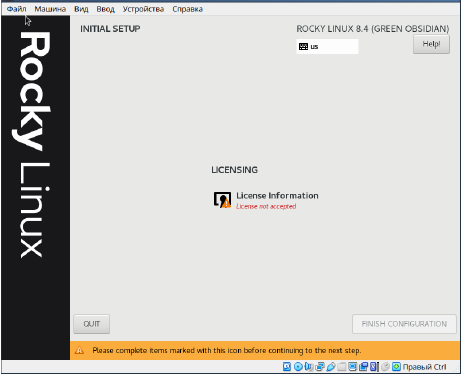 Файл Машина Вид Ввод Устройства Справка
INITIAL SETUP
ROCKY LINUX 8.4 (GREEN OBSIDIAN)
us
Help!
Rocky Linux
LICENSING
License Information
License not accepted
QUIT
FINISH CONFIGURATION
Please complete items marked with this icon before continuing to the next step.
Правый Ctrl